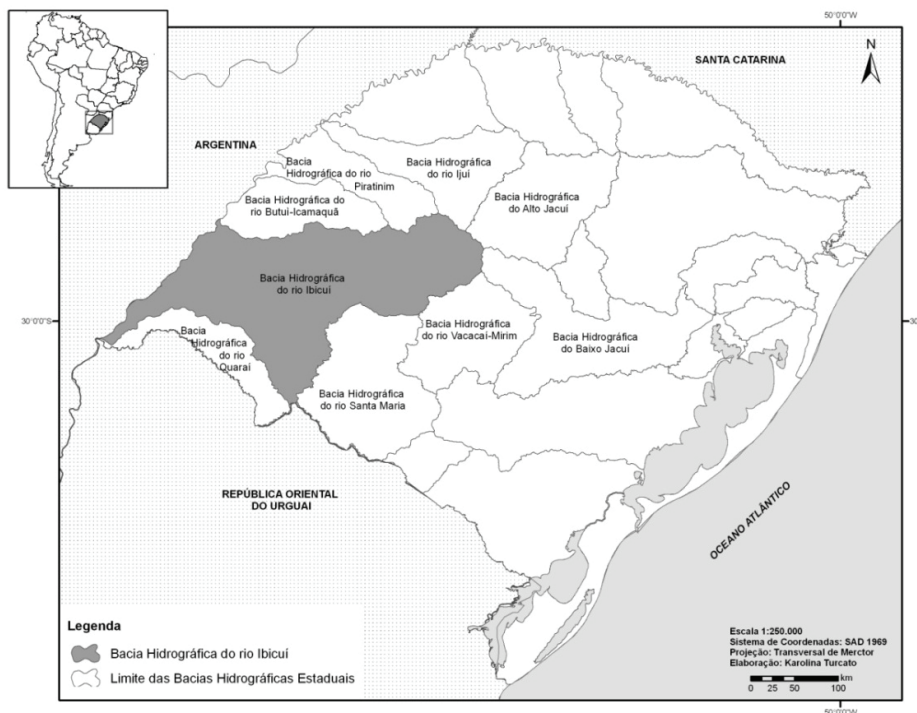 50°0'0"W
SANTA CATARINA
N
ARGENTINA
Bacia
Hidrográfica do rio
Piratinim
Bacia Hidrográfica
do rio Ijuí
Bacia Hidrográfica do
rio Butuí-Icamaquã
Bacia Hidrográfica
do Alto Jacuí
Bacia Hidrográfica
do rio Ibicuí
30°0'0"S
30
Bacia
Hidrográfica
do rio
Quaraí
Bacia Hidrográfica
do rio Vacacaí-Mirim
Bacia Hidrográfica
do Baixo Jacuí
Bacia Hidrográfica
do rio Santa Maria
REPÚBLICA ORIENTAL
DO URGUAI
OCEANO ATLÂNTICO
Legenda
Bacia Hidrográfica do rio Ibicuí
Limite das Bacias Hidrográficas Estaduais
Escala 1:250.000
Sistema de Coordenadas: SAD 1969
Projeção: Transversal de Merctor
Elaboração: Karolina Turcato
km
0 25 50 100
50°0'0"W